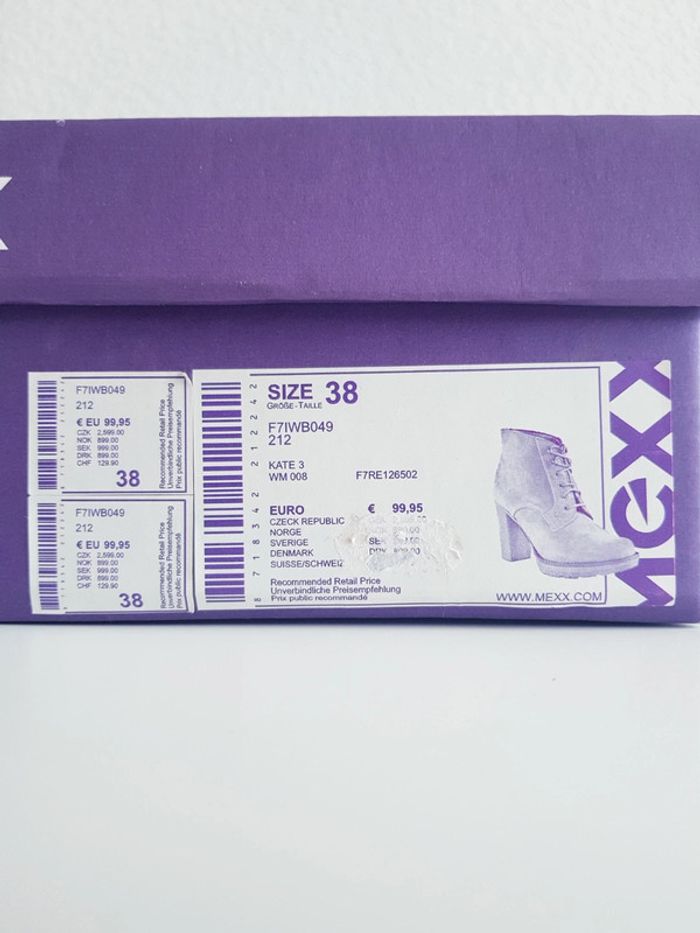 F7IWB049
212
€ EU 99,95
CZK 2,599.00
NOK 899.00
SEK 999.00
DRK 899.00
CHF 129.90
38
Recommended Retail Price
Unverbindliche Preisempfehlung
Prix public recommandé
F7IWB049
212
€ EU 99,95
CZK 2,599.00
NOK 899.00
SEK 999.00
DRK 899.00
CHF 129.90
38
Recommended Retail Price
Unverbindliche Preisempfehlung
Prix public recommandé
8 718342 212242
SIZE 38
GRÖßE-TAILLE
F7IWB049
212
KATE 3
WM 008 F7RE126502
EURO € 99,95
CZECK REPUBLIC
NORGE
SVERIGE
DENMARK
SUISSE/SCHWEIZ
Recommended Retail Price
Unverbindliche Preisempfehlung
Prix public recommandé
WWW.MEXX.COM
MEXX